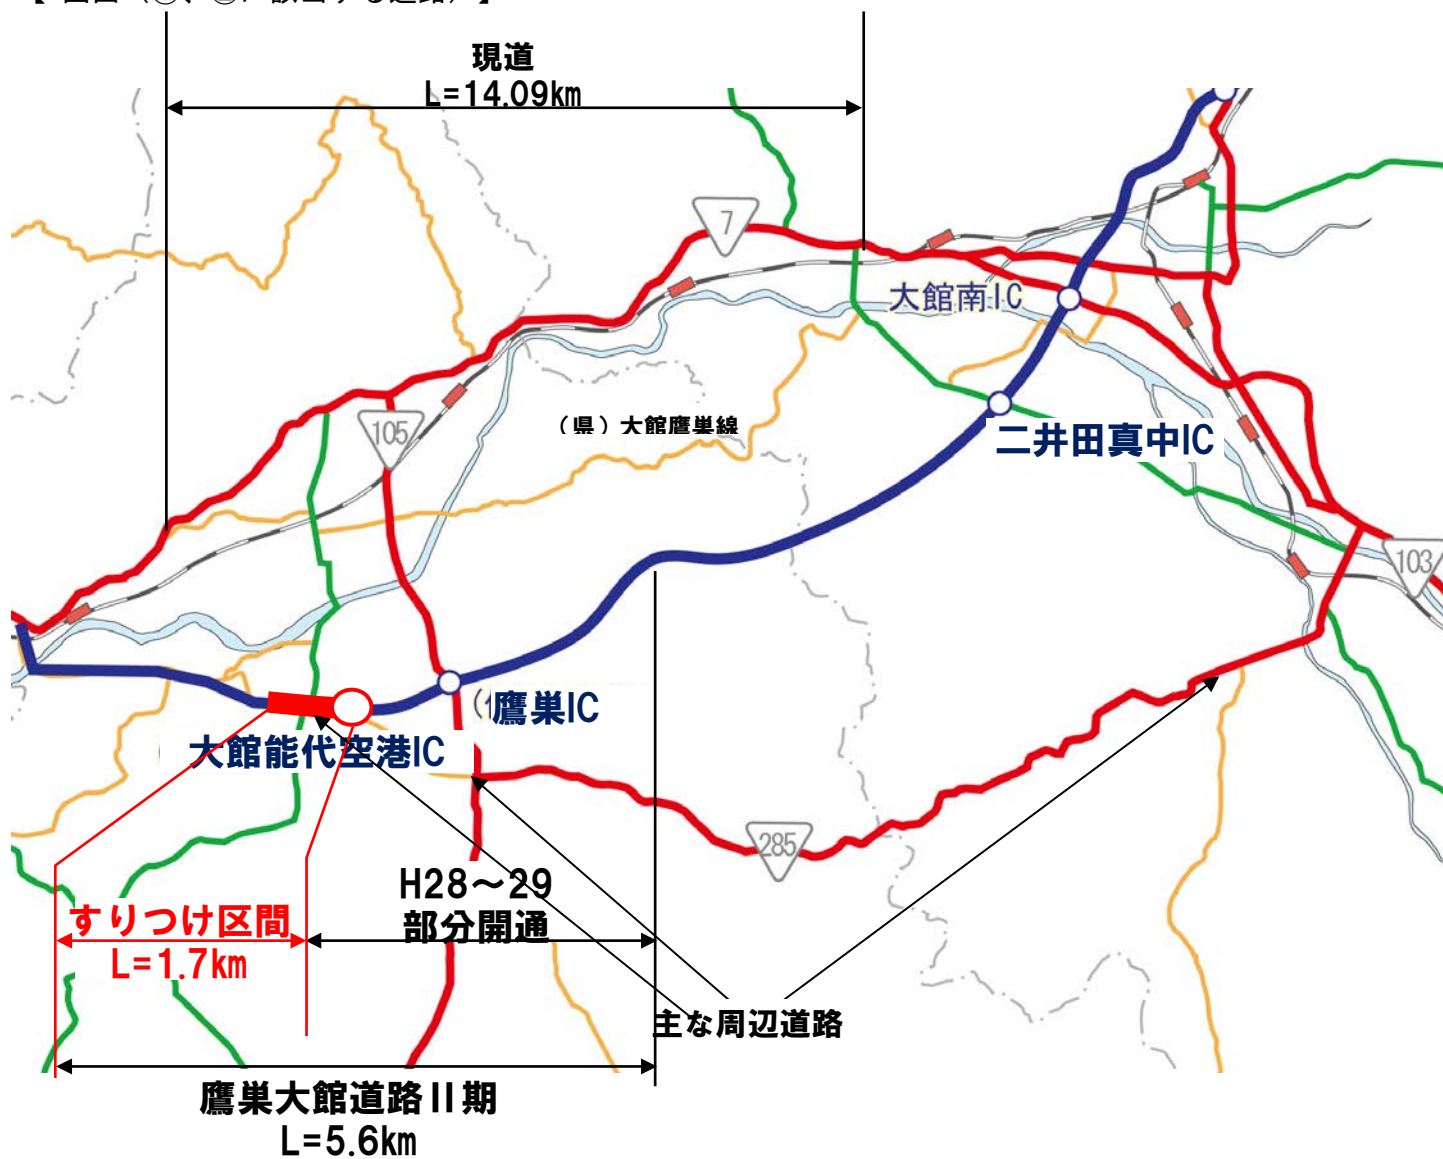 現道
L=14.09km
7
大館南IC
105
（県）大館鷹巣線
二井田真中IC
103
鷹巣IC
大館能代空港IC
285
H28～29
部分開通
すりつけ区間
L=1.7km
主な周辺道路
鷹巣大館道路Ⅱ期
L=5.6km